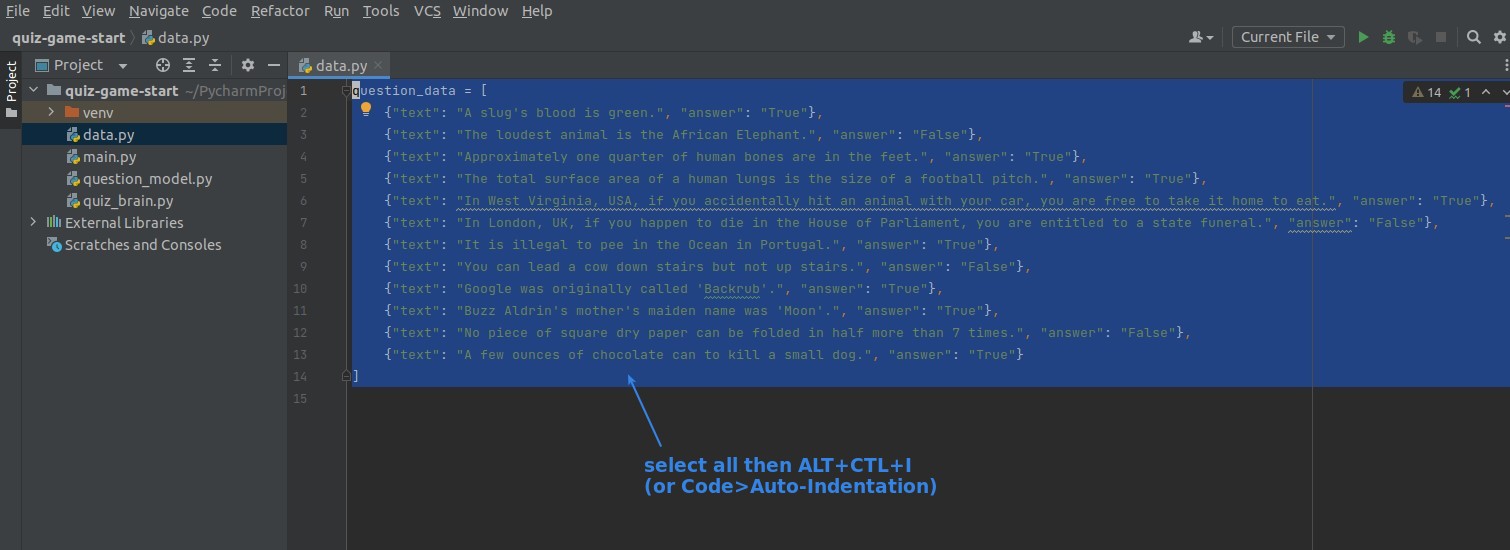 File Edit View Navigate Code Refactor Run Tools VCS Window Help
quiz-game-start data.py Current File
Project
Project data.py
quiz-game-start ~/PycharmProj
venv
data.py
main.py
question_model.py
quiz_brain.py
External Libraries
Scratches and Consoles
14 1
1 question_data = [
2 {"text": "A slug's blood is green.", "answer": "True"},
3 {"text": "The loudest animal is the African Elephant.", "answer": "False"},
4 {"text": "Approximately one quarter of human bones are in the feet.", "answer": "True"},
5 {"text": "The total surface area of a human lungs is the size of a football pitch.", "answer": "True"},
6 {"text": "In West Virginia, USA, if you accidentally hit an animal with your car, you are free to take it home to eat.", "answer": "True"},
7 {"text": "In London, UK, if you happen to die in the House of Parliament, you are entitled to a state funeral.", "answer": "False"},
8 {"text": "It is illegal to pee in the Ocean in Portugal.", "answer": "True"},
9 {"text": "You can lead a cow down stairs but not up stairs.", "answer": "False"},
10 {"text": "Google was originally called 'Backrub'.", "answer": "True"},
11 {"text": "Buzz Aldrin's mother's maiden name was 'Moon'.", "answer": "True"},
12 {"text": "No piece of square dry paper can be folded in half more than 7 times.", "answer": "False"},
13 {"text": "A few ounces of chocolate can to kill a small dog.", "answer": "True"}
14 ]
15
select all then ALT+CTL+I
(or Code>Auto-Indentation)